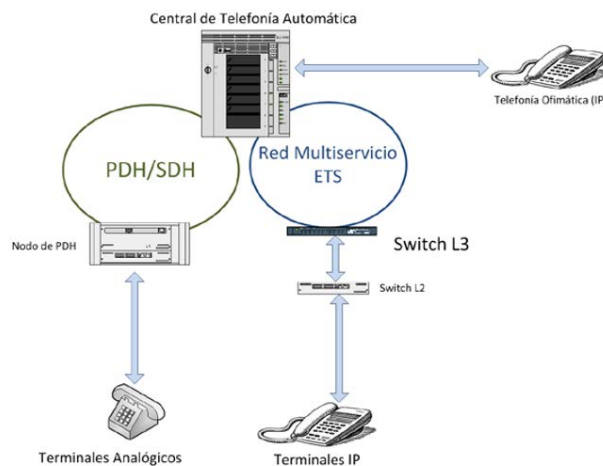 Central de Telefonía Automática
Telefonía Ofimática (IP)
PDH/SDH
Red Multiservicio
ETS
Nodo de PDH
Switch L3
Switch L2
Terminales Analógicos
Terminales IP